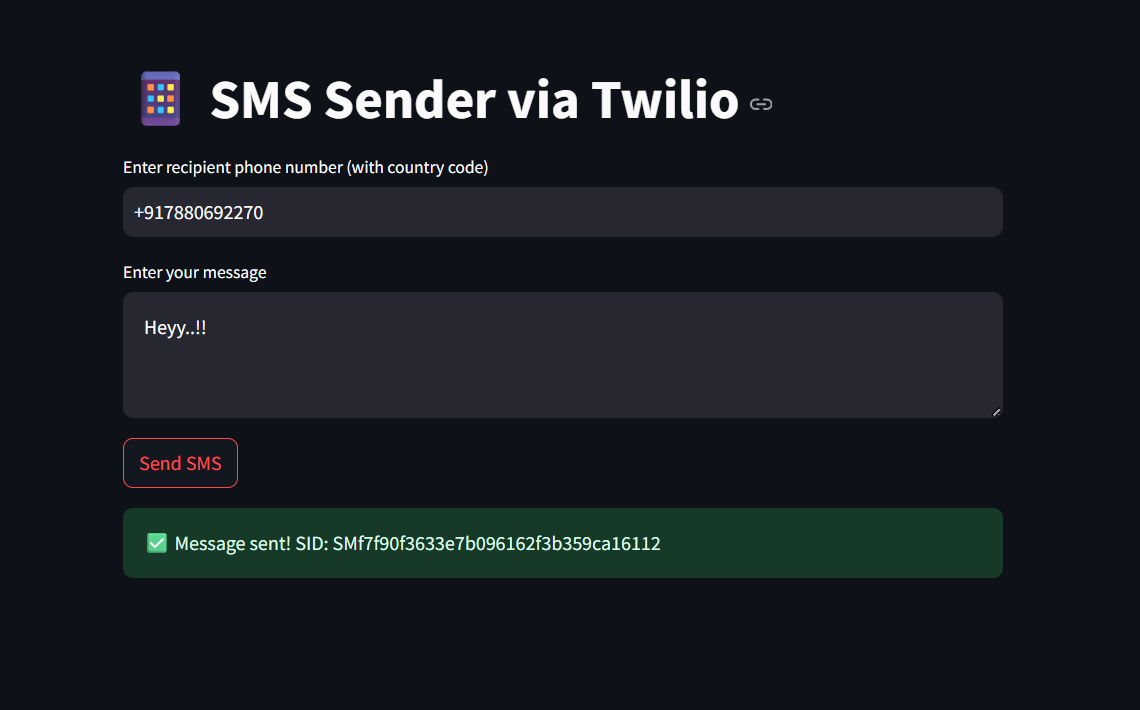 SMS Sender via Twilio
Enter recipient phone number (with country code)
+917880692270
Enter your message
Heyy..!!
Send SMS
Message sent! SID: SMf7f90f3633e7b096162f3b359ca16112